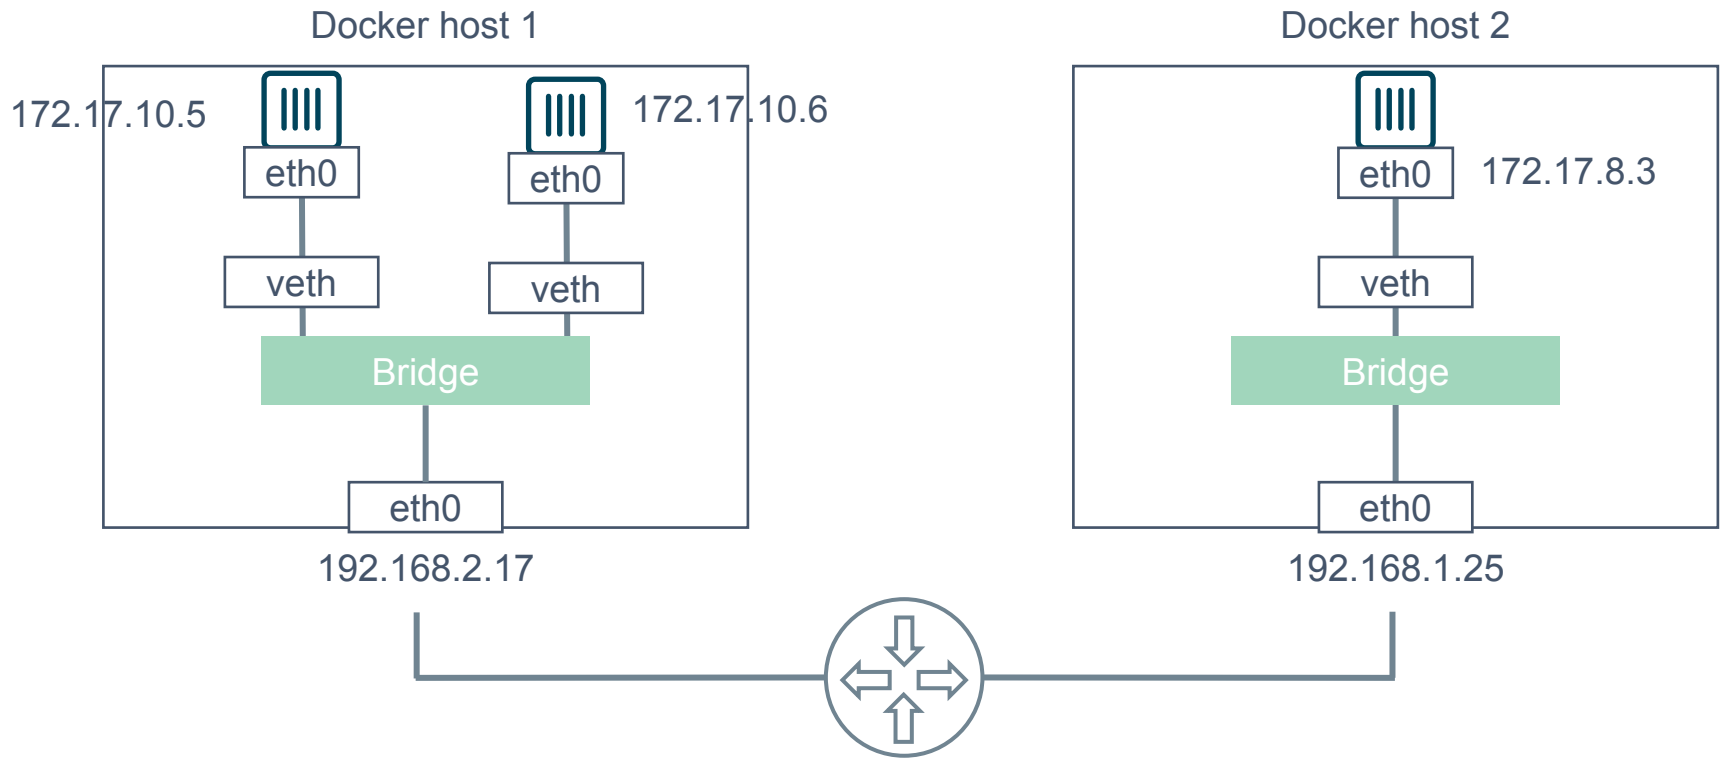 Docker host 1
172.17.10.5
172.17.10.6
eth0
eth0
veth
veth
Bridge
eth0
192.168.2.17
Docker host 2
eth0
172.17.8.3
veth
Bridge
eth0
192.168.1.25